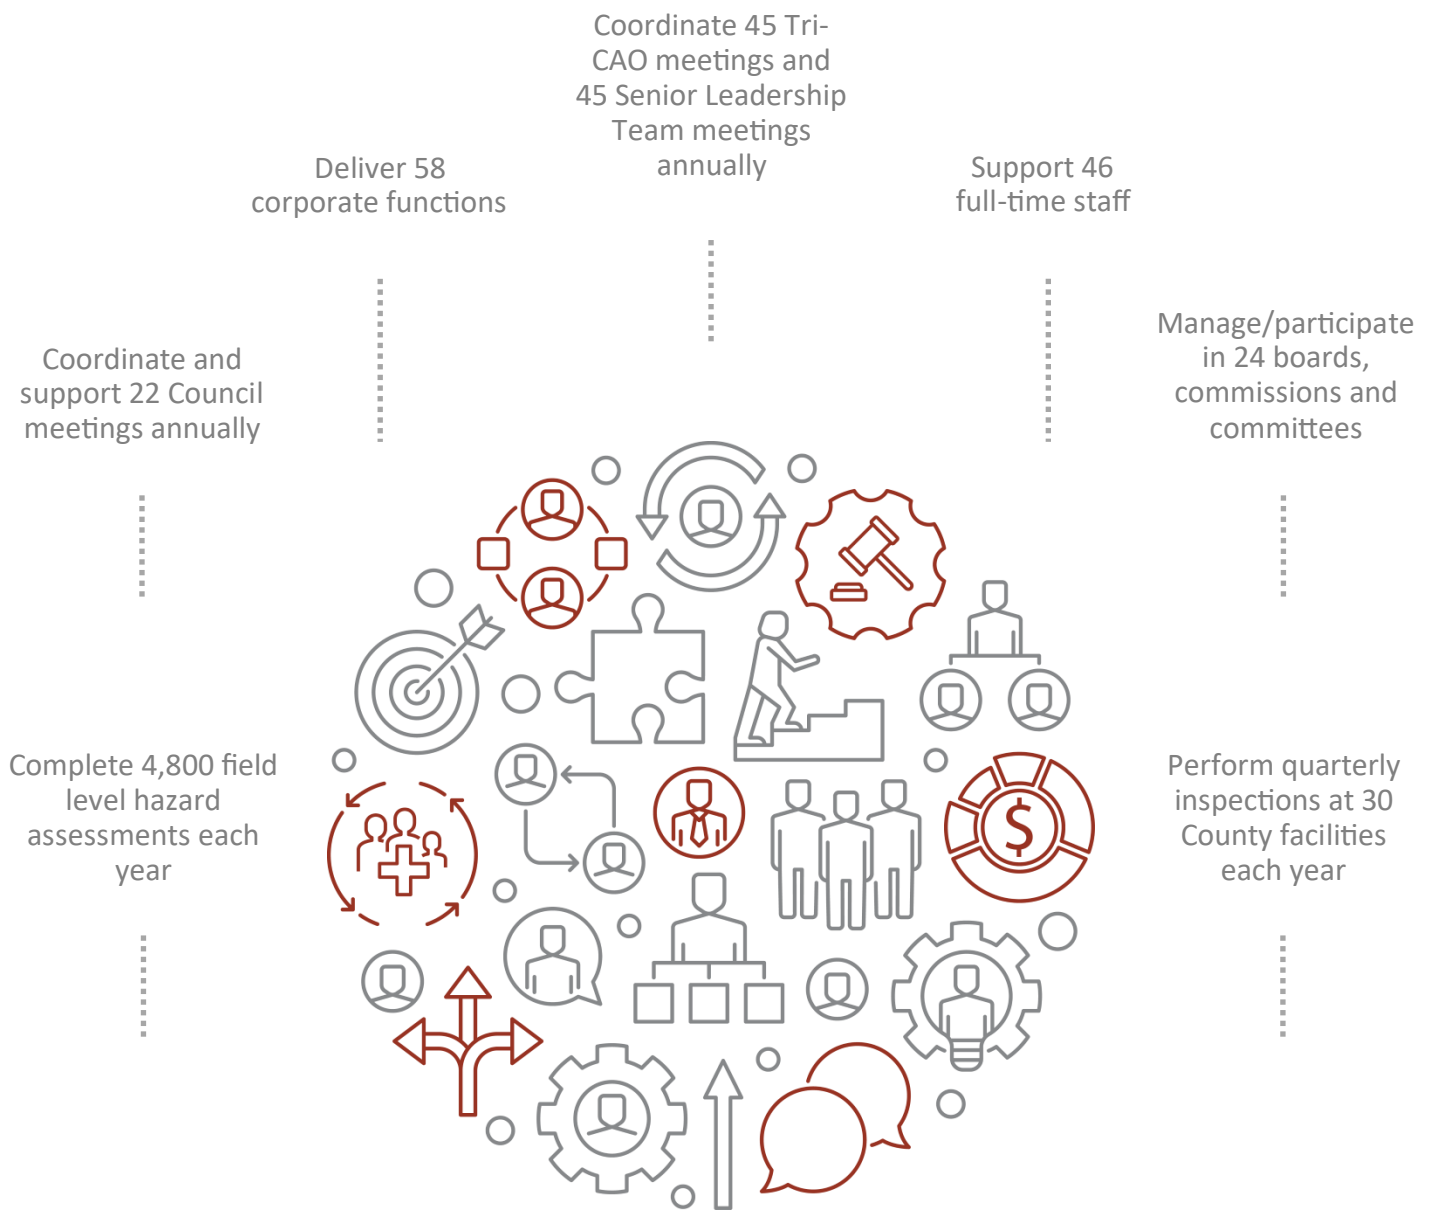 Coordinate 45 Tri-
CAO meetings and
45 Senior Leadership
Team meetings
annually
Deliver 58
corporate functions
Support 46
full-time staff
Coordinate and
support 22 Council
meetings annually
Manage/participate
in 24 boards,
commissions and
committees
Complete 4,800 field
level hazard
assessments each
year
Perform quarterly
inspections at 30
County facilities
each year
$